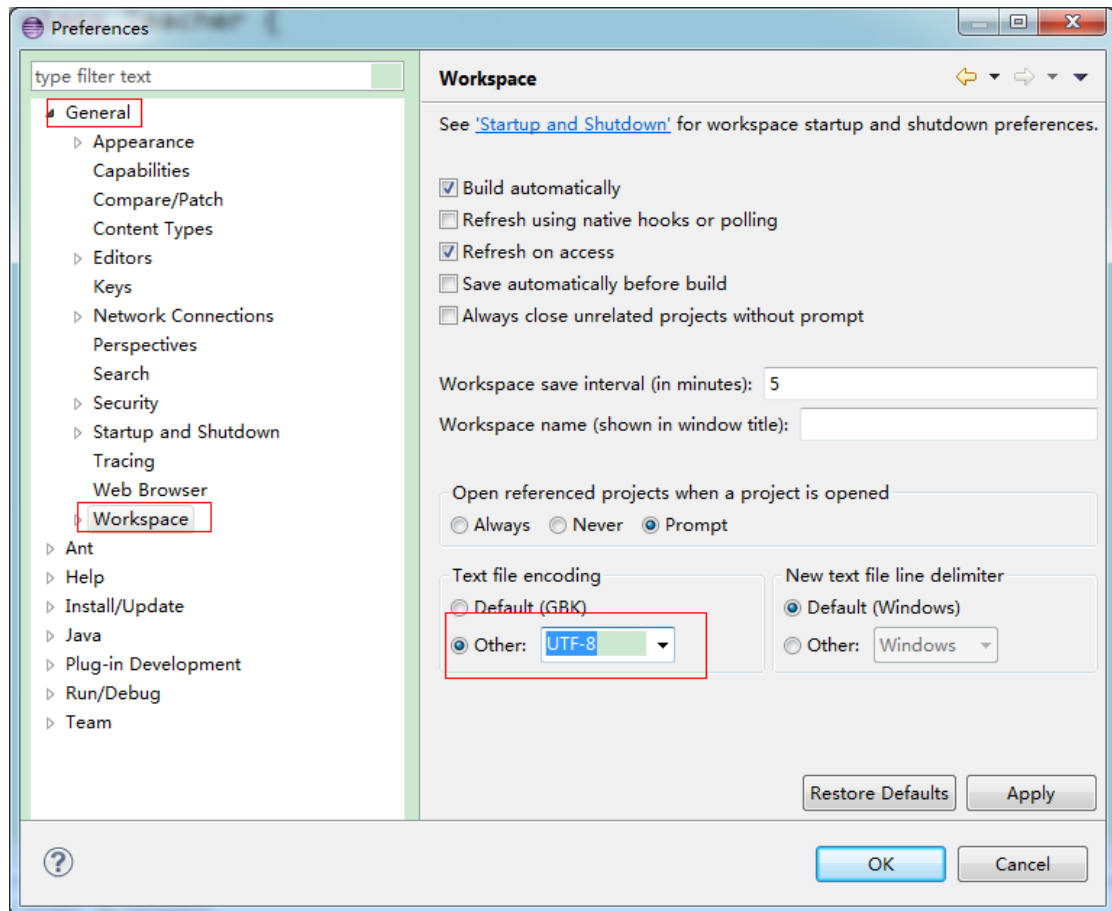 Teacher {
Preferences
type filter text
General
Appearance
Capabilities
Compare/Patch
Content Types
Editors
Keys
Network Connections
Perspectives
Search
Security
Startup and Shutdown
Tracing
Web Browser
Workspace
Ant
Help
Install/Update
Java
Plug-in Development
Run/Debug
Team
Workspace
See 'Startup and Shutdown' for workspace startup and shutdown preferences.
Build automatically
Refresh using native hooks or polling
Refresh on access
Save automatically before build
Always close unrelated projects without prompt
Workspace save interval (in minutes): 5
Workspace name (shown in window title):
Open referenced projects when a project is opened
Always Never Prompt
Text file encoding
Default (GBK)
Other: UTF-8
New text file line delimiter
Default (Windows)
Other: Windows
Restore Defaults Apply
? OK Cancel